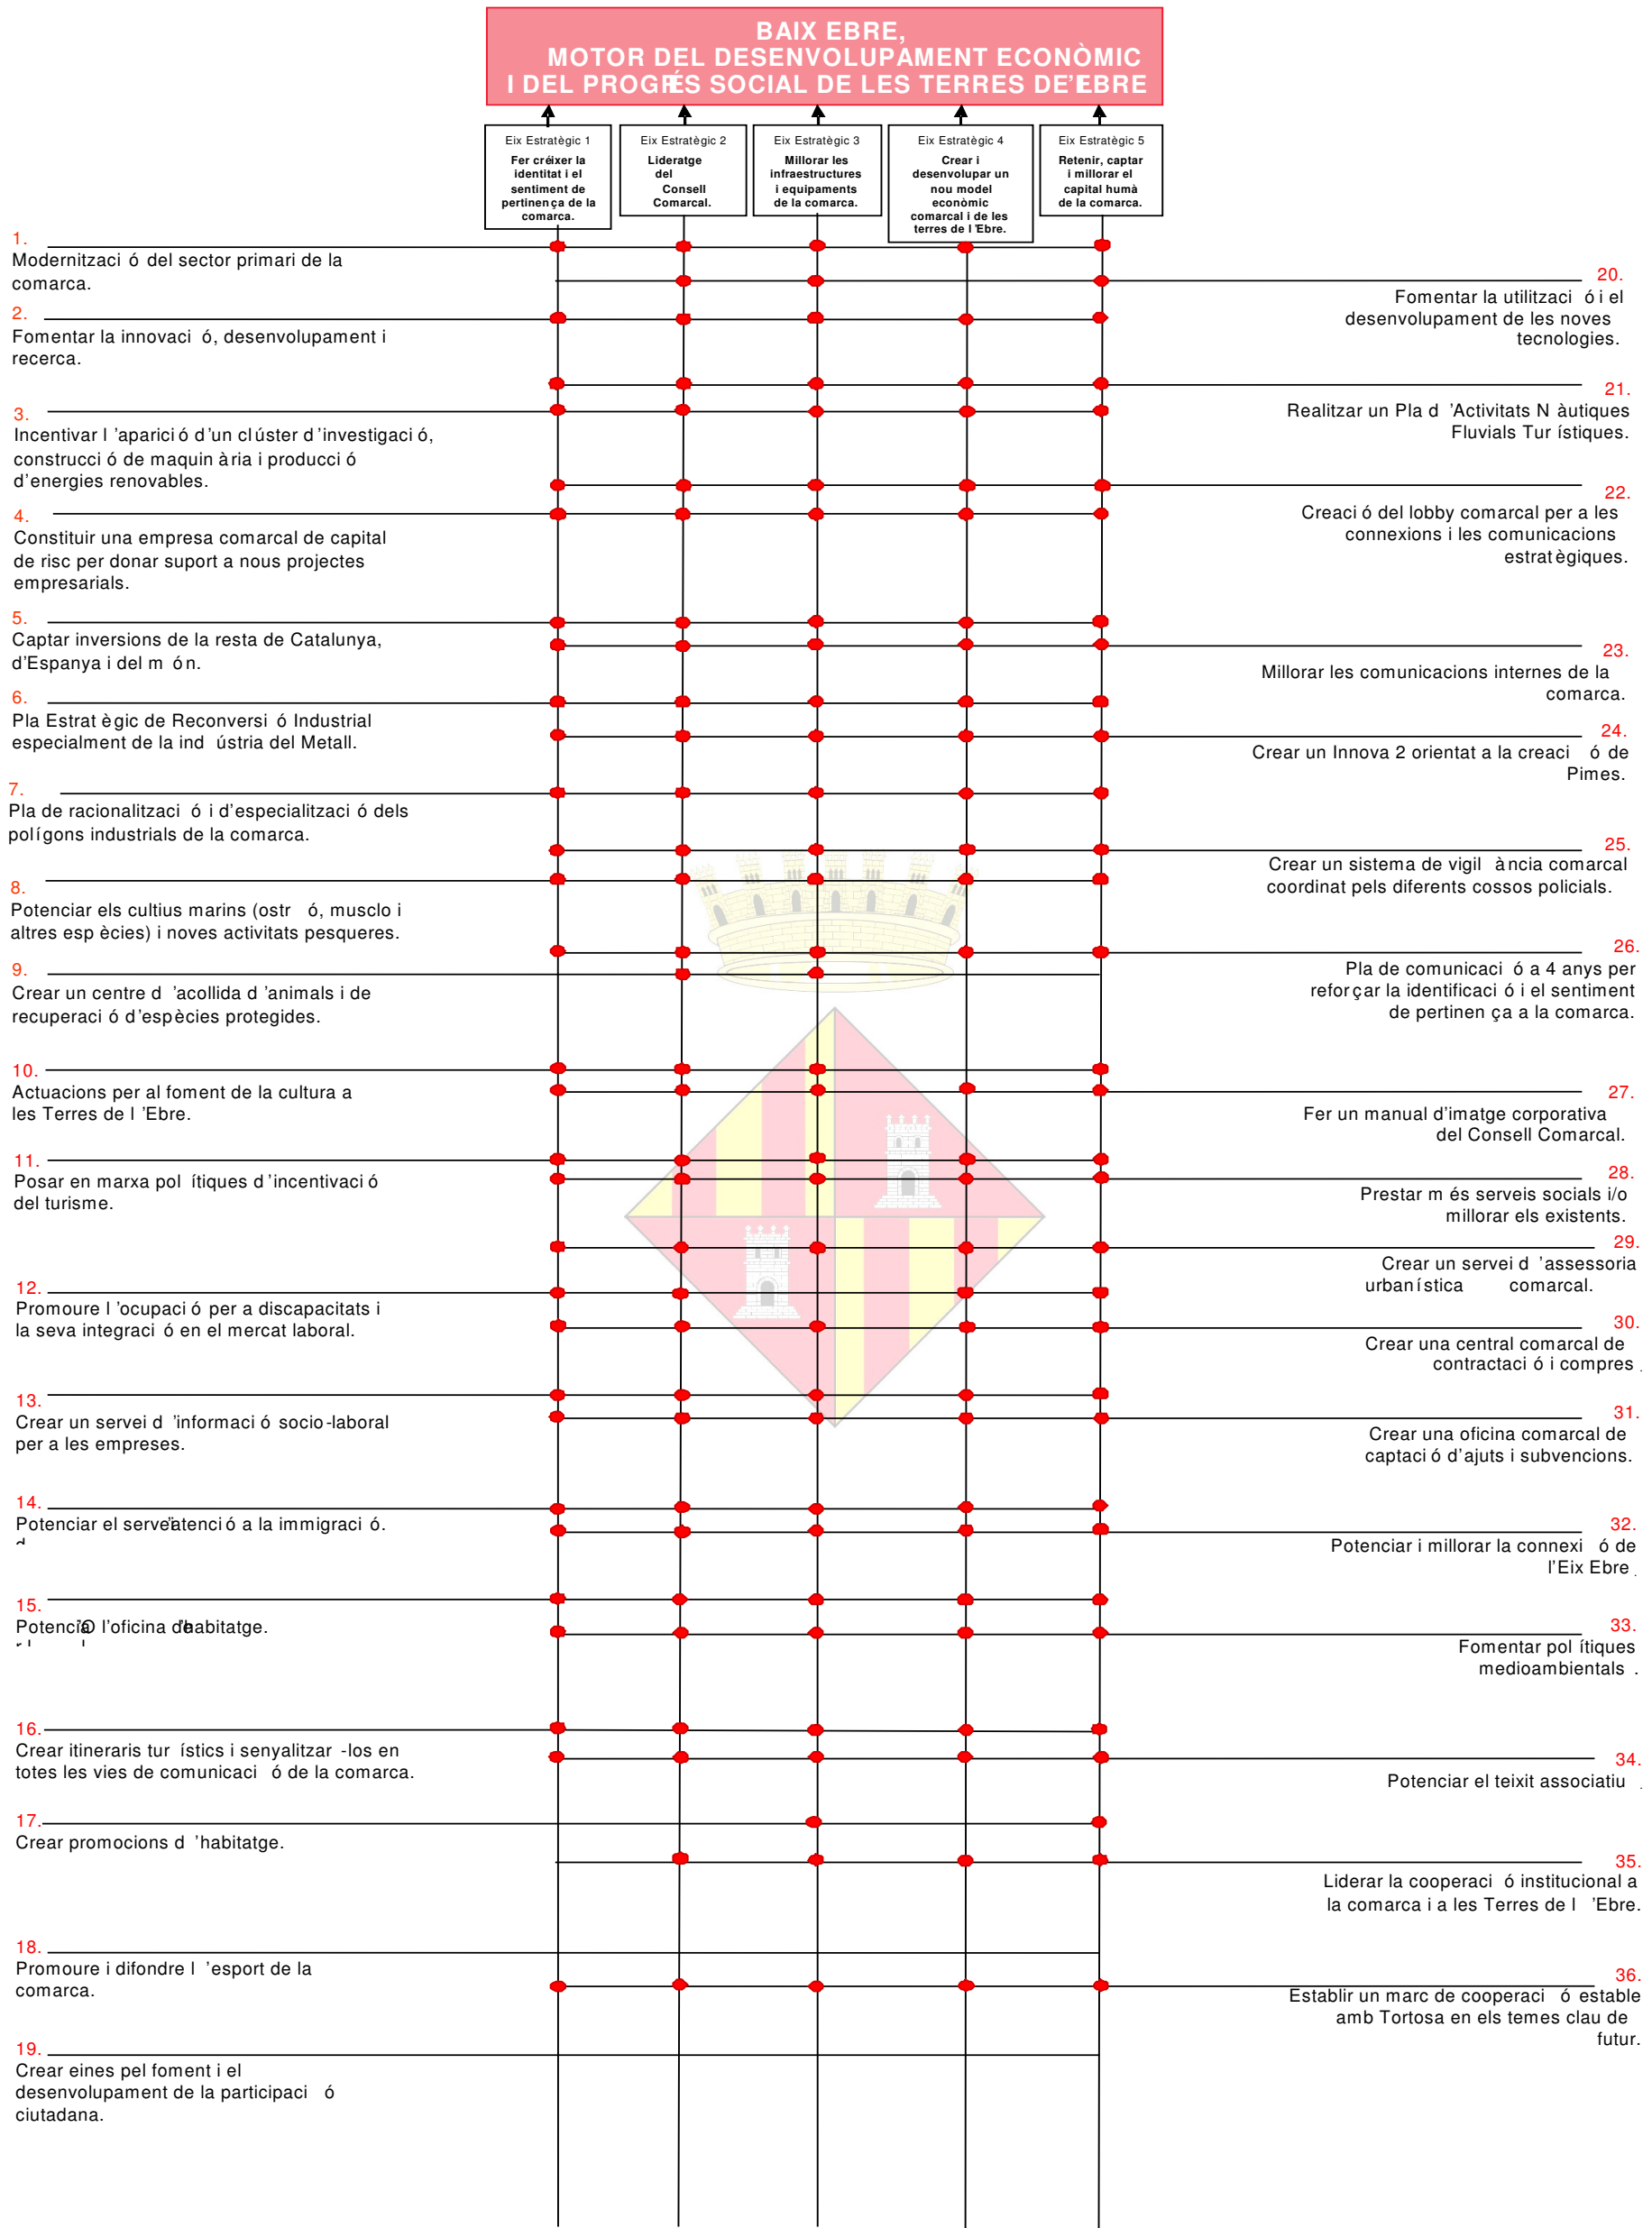 BAIX EBRE,
MOTOR DEL DESENVOLUPAMENT ECONÒMIC
I DEL PROGRÉS SOCIAL DE LES TERRES DE L'EBRE
Eix Estratègic 1
Fer créixer la
identitat i el
sentiment de
pertinença de la
comarca.
Eix Estratègic 2
Lideratge
del
Consell
Comarcal.
Eix Estratègic 3
Millorar les
infraestructures
i equipaments
de la comarca.
Eix Estratègic 4
Crear i
desenvolupar un
nou model
econòmic
comarcal i de les
terres de l'Ebre.
Eix Estratègic 5
Retenir, captar
i millorar el
capital humà
de la comarca.
1.
Modernització del sector primari de la
comarca.
2.
Fomentar la innovació, desenvolupament i
recerca.
3.
Incentivar l'aparició d'un clúster d'investigació,
construcció de maquinària i producció
d'energies renovables.
4.
Constituir una empresa comarcal de capital
de risc per donar suport a nous projectes
empresarials.
5.
Captar inversions de la resta de Catalunya,
d'Espanya i del món.
6.
Pla Estratègic de Reconversió Industrial
especialment de la indústria del Metall.
7.
Pla de racionalització i d'especialització dels
polígons industrials de la comarca.
8.
Potenciar els cultius marins (ostró, musclo i
altres espècies) i noves activitats pesqueres.
9.
Crear un centre d'acollida d'animals i de
recuperació d'espècies protegides.
10.
Actuacions per al foment de la cultura a
les Terres de l'Ebre.
11.
Posar en marxa polítiques d'incentivació
del turisme.
12.
Promoure l'ocupació per a discapacitats i
la seva integració en el mercat laboral.
13.
Crear un servei d'informació socio-laboral
per a les empreses.
14.
Potenciar el servei d'atenció a la immigració.
15.
Potenciar l'oficina d'habitatge.
16.
Crear itineraris turístics i senyalitzar-los en
totes les vies de comunicació de la comarca.
17.
Crear promocions d'habitatge.
18.
Promoure i difondre l'esport de la
comarca.
19.
Crear eines pel foment i el
desenvolupament de la participació
ciutadana.
20.
Fomentar la utilització i el
desenvolupament de les noves
tecnologies.
21.
Realitzar un Pla d'Activitats Nàutiques
Fluvials Turístiques.
22.
Creació del lobby comarcal per a les
connexions i les comunicacions
estratègiques.
23.
Millorar les comunicacions internes de la
comarca.
24.
Crear un Innova 2 orientat a la creació de
Pimes.
25.
Crear un sistema de vigilància comarcal
coordinat pels diferents cossos policials.
26.
Pla de comunicació a 4 anys per
reforçar la identificació i el sentiment
de pertinença a la comarca.
27.
Fer un manual d'imatge corporativa
del Consell Comarcal.
28.
Prestar més serveis socials i/o
millorar els existents.
29.
Crear un servei d'assessoria
urbanística comarcal.
30.
Crear una central comarcal de
contractació i compres.
31.
Crear una oficina comarcal de
captació d'ajuts i subvencions.
32.
Potenciar i millorar la connexió de
l'Eix Ebre.
33.
Fomentar polítiques
medioambientals.
34.
Potenciar el teixit associatiu.
35.
Liderar la cooperació institucional a
la comarca i a les Terres de l'Ebre.
36.
Establir un marc de cooperació estable
amb Tortosa en els temes clau de
futur.